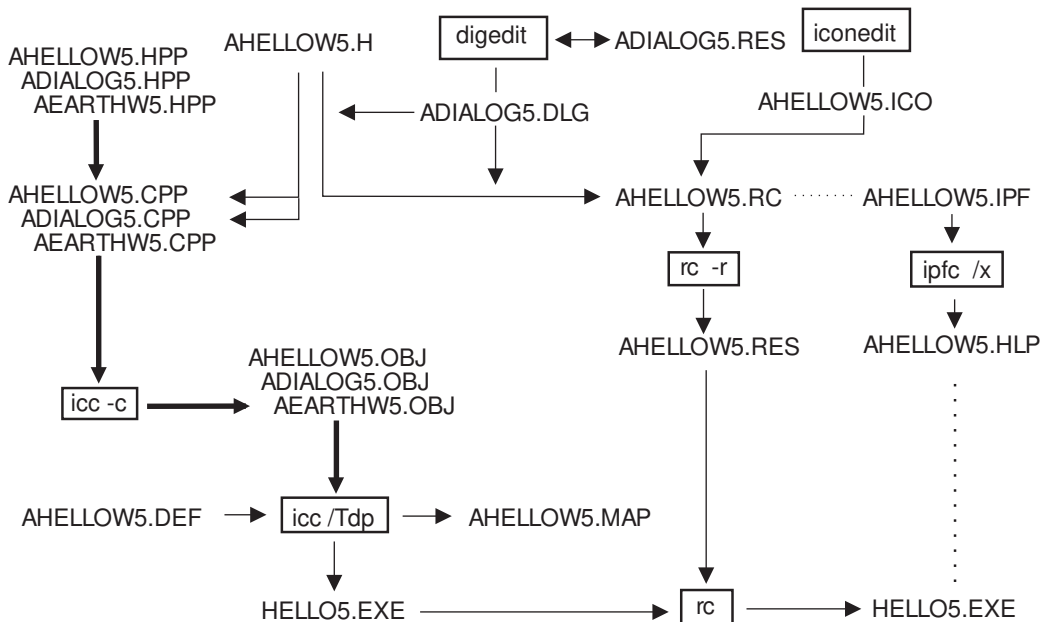 AHELLOW5.HPP
ADIALOG5.HPP
AEARTHW5.HPP
AHELLOW5.H
digedit
ADIALOG5.RES
iconedit
ADIALOG5.DLG
AHELLOW5.ICO
AHELLOW5.CPP
ADIALOG5.CPP
AEARTHW5.CPP
AHELLOW5.RC
AHELLOW5.IPF
rc -r
ipfc /x
AHELLOW5.RES
AHELLOW5.HLP
icc -c
AHELLOW5.OBJ
ADIALOG5.OBJ
AEARTHW5.OBJ
AHELLOW5.DEF
icc /Tdp
AHELLOW5.MAP
HELLO5.EXE
rc
HELLO5.EXE